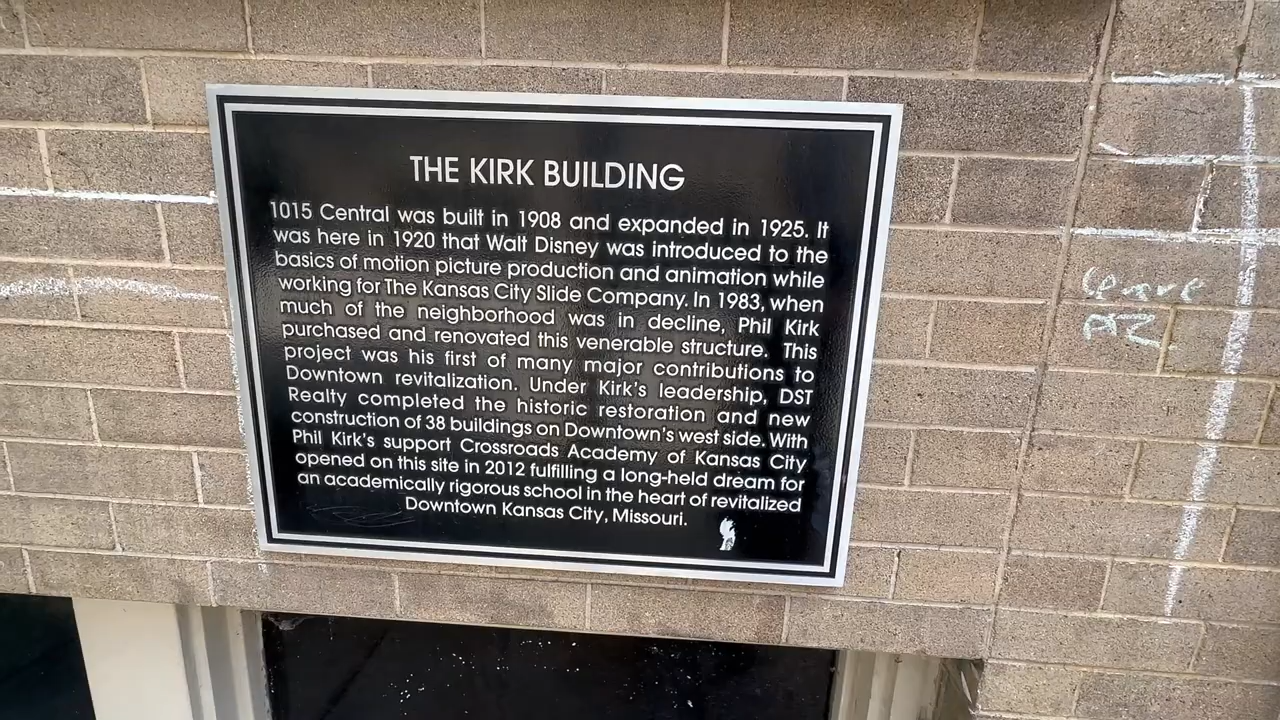 THE KIRK BUILDING
1015 Central was built in 1908 and expanded in 1925. It
was here in 1920 that Walt Disney was introduced to the
basics of motion picture production and animation while
working for The Kansas City Slide Company. In 1983, when
much of the neighborhood was in decline, Phil Kirk
purchased and renovated this venerable structure. This
project was his first of many major contributions to
Downtown revitalization. Under Kirk's leadership, DST
Realty completed the historic restoration and new
construction of 38 buildings on Downtown's west side. With
Phil Kirk's support Crossroads Academy of Kansas City
opened on this site in 2012 fulfilling a long-held dream for
an academically rigorous school in the heart of revitalized
Downtown Kansas City, Missouri.